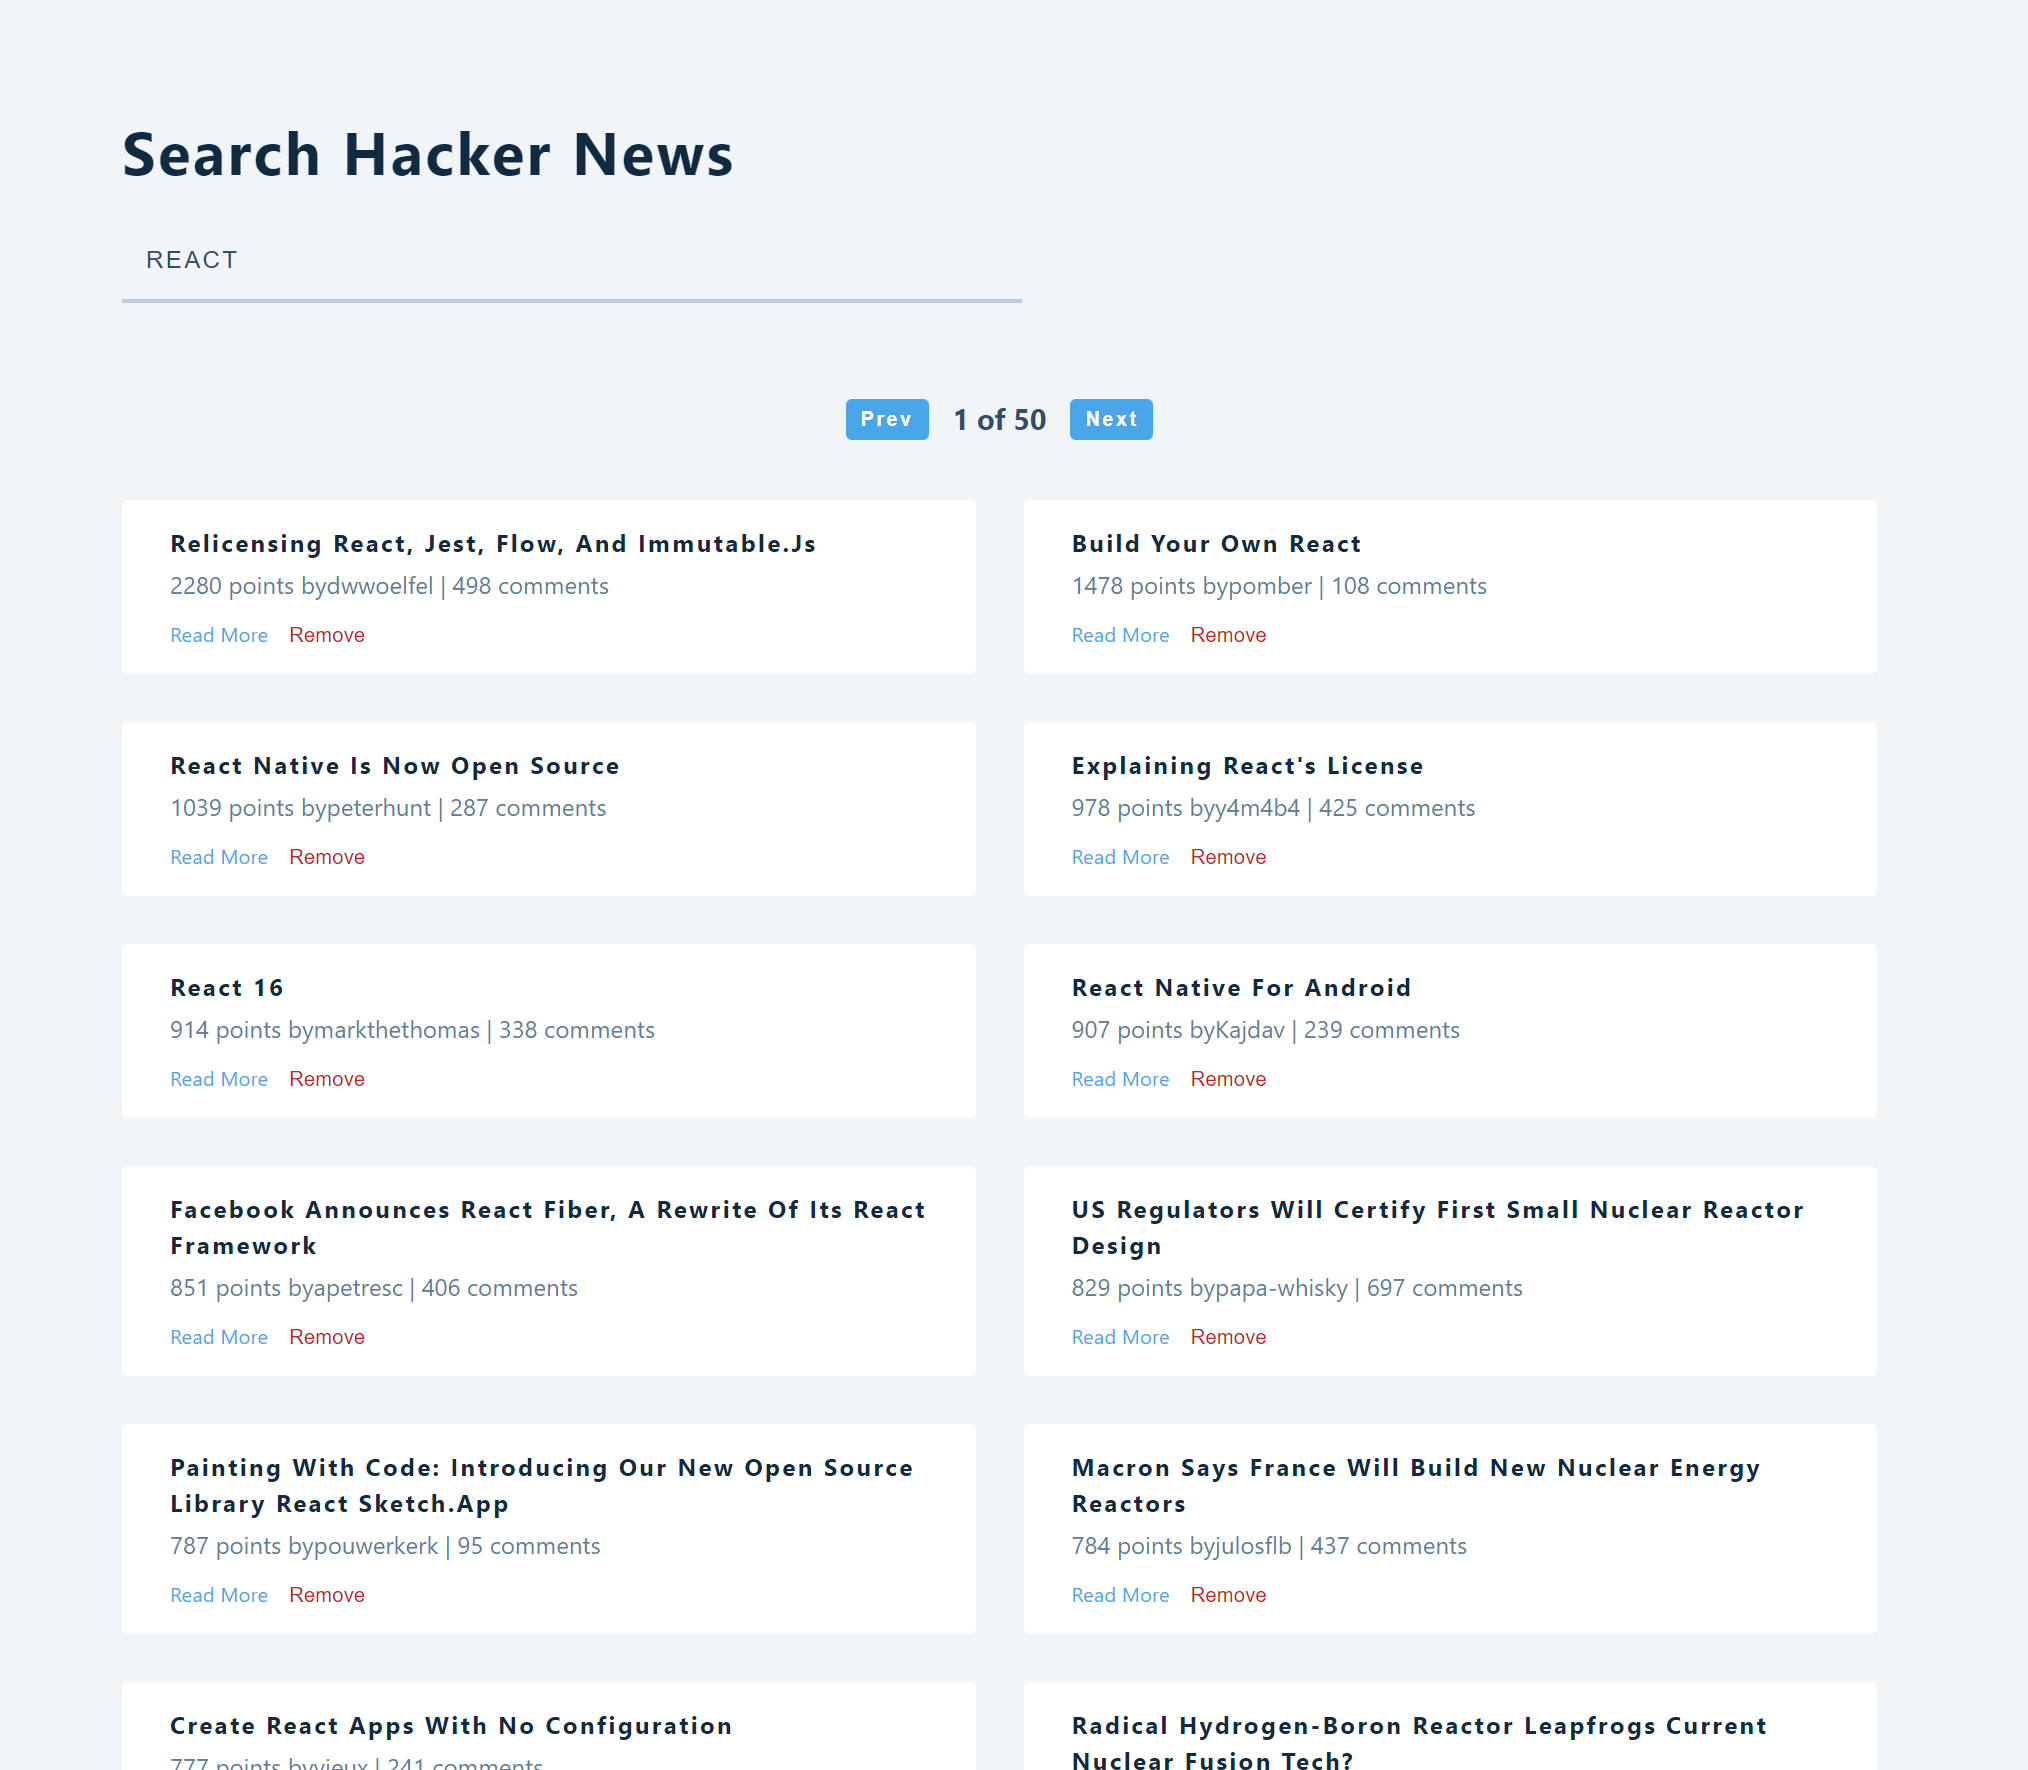 Search Hacker News
REACT
Prev 1 of 50 Next
Relicensing React, Jest, Flow, And Immutable.Js
2280 points bydwwoelfel | 498 comments
Read More Remove
Build Your Own React
1478 points bypomber | 108 comments
Read More Remove
React Native Is Now Open Source
1039 points bypeterhunt | 287 comments
Read More Remove
Explaining React's License
978 points byy4m4b4 | 425 comments
Read More Remove
React 16
914 points bymarkthethomas | 338 comments
Read More Remove
React Native For Android
907 points byKajdav | 239 comments
Read More Remove
Facebook Announces React Fiber, A Rewrite Of Its React
Framework
851 points byapetresc | 406 comments
Read More Remove
US Regulators Will Certify First Small Nuclear Reactor
Design
829 points bypapa-whisky | 697 comments
Read More Remove
Painting With Code: Introducing Our New Open Source
Library React Sketch.App
787 points bypouwerkerk | 95 comments
Read More Remove
Macron Says France Will Build New Nuclear Energy
Reactors
784 points byjulosflb | 437 comments
Read More Remove
Create React Apps With No Configuration
777 points byvieux | 241 comments
Radical Hydrogen-Boron Reactor Leapfrogs Current
Nuclear Fusion Tech?